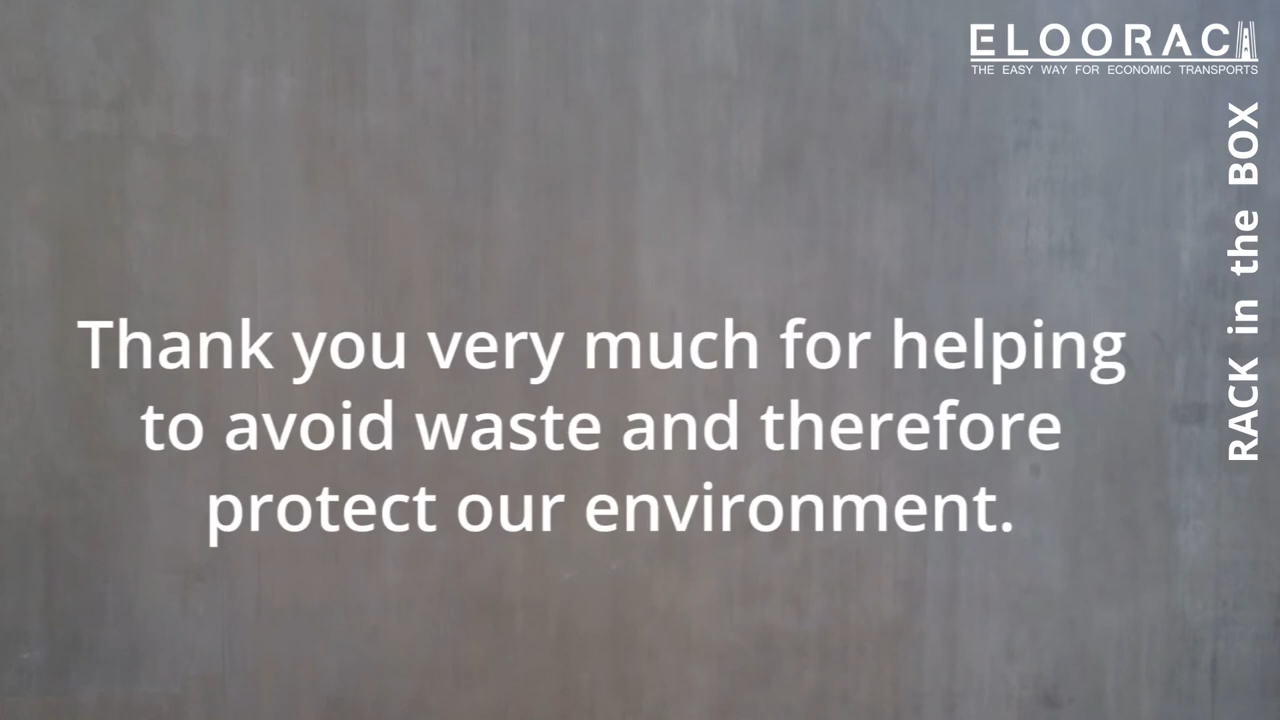 ELOORAC
THE EASY WAY FOR ECONOMIC TRANSPORTS
RACK in the BOX
Thank you very much for helping
to avoid waste and therefore
protect our environment.